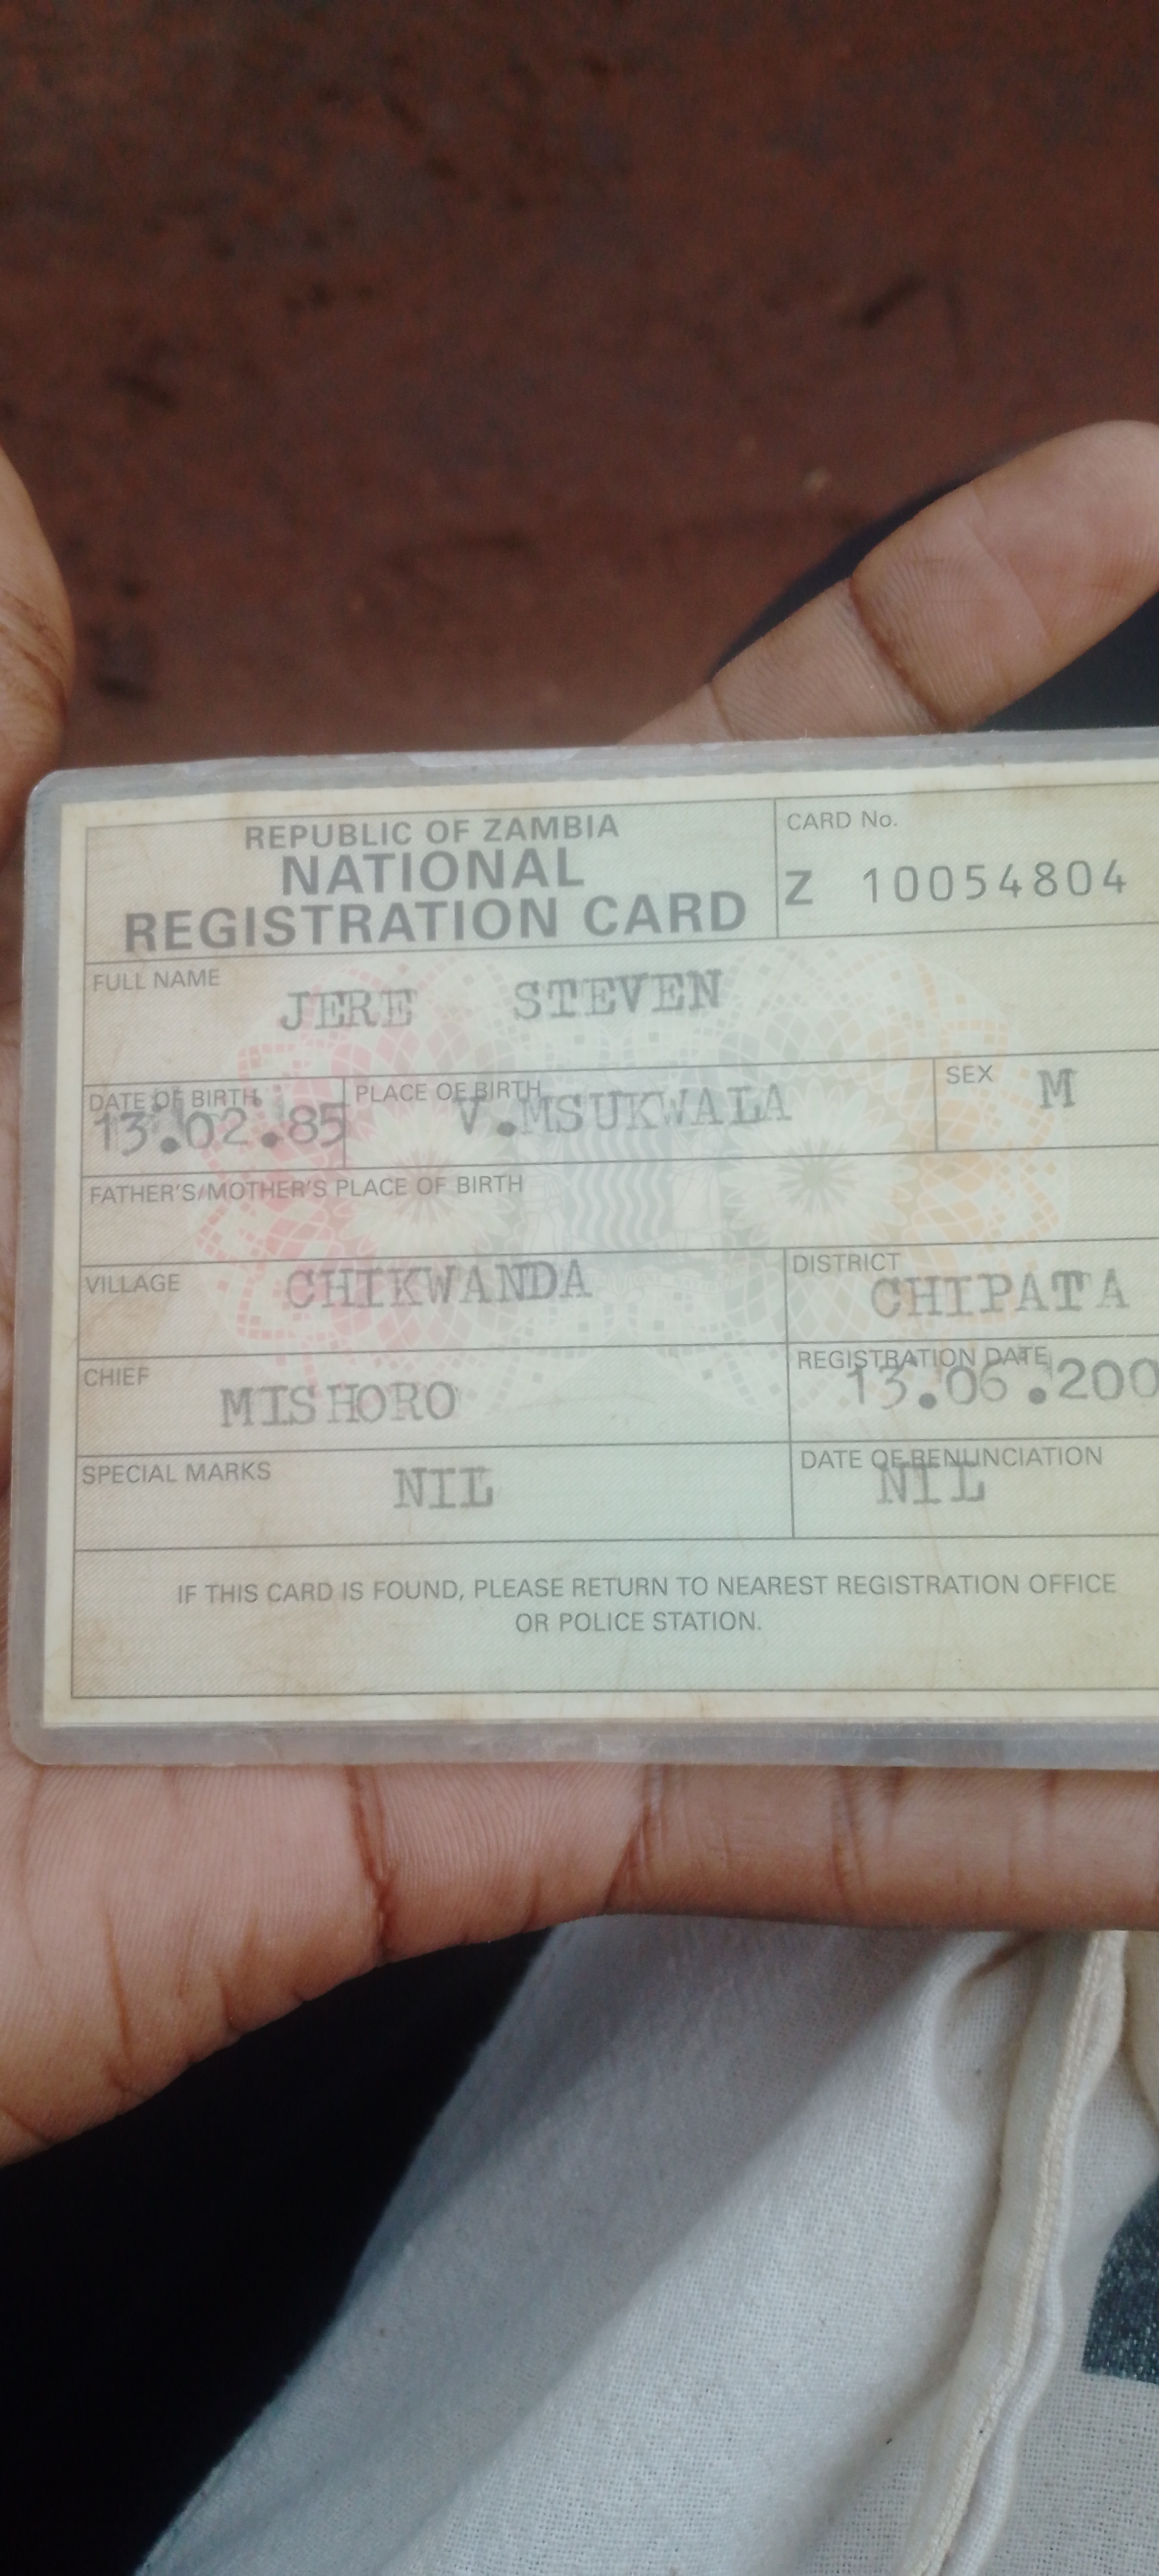 REPUBLIC OF ZAMBIA
NATIONAL
REGISTRATION CARD
CARD No.
Z 10054804
FULL NAME
JERE STEVEN
DATE OF BIRTH
13.02.85
PLACE OF BIRTH
V.MSUKWALA
SEX
M
FATHER'S/MOTHER'S PLACE OF BIRTH
VILLAGE
CHIKWANDA
DISTRICT
CHIPATA
CHIEF
MISHORO
REGISTRATION DATE
13.06.200
SPECIAL MARKS
NIL
DATE OF RENUNCIATION
NIL
IF THIS CARD IS FOUND, PLEASE RETURN TO NEAREST REGISTRATION OFFICE
OR POLICE STATION.